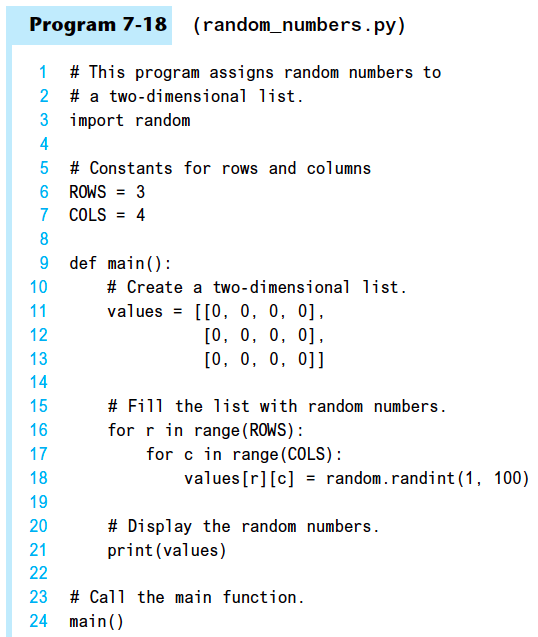 Program 7-18 (random_numbers.py)
1 # This program assigns random numbers to
2 # a two-dimensional list.
3 import random
4
5 # Constants for rows and columns
6 ROWS = 3
7 COLS = 4
8
9 def main():
10     # Create a two-dimensional list.
11     values = [[0, 0, 0, 0],
12               [0, 0, 0, 0],
13               [0, 0, 0, 0]]
14
15     # Fill the list with random numbers.
16     for r in range(ROWS):
17         for c in range(COLS):
18             values[r][c] = random.randint(1, 100)
19
20     # Display the random numbers.
21     print(values)
22
23 # Call the main function.
24 main()